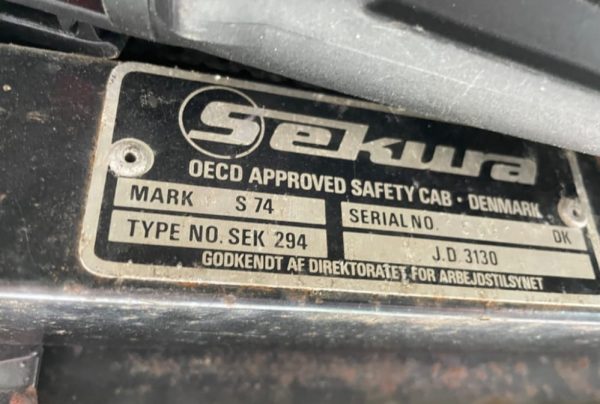 Sekura
OECD APPROVED SAFETY CAB · DENMARK
MARK S 74
SERIAL NO. DK
TYPE NO. SEK 294
J.D 3130
GODKENDT AF DIREKTORATET FOR ARBEJDSTILSYNET